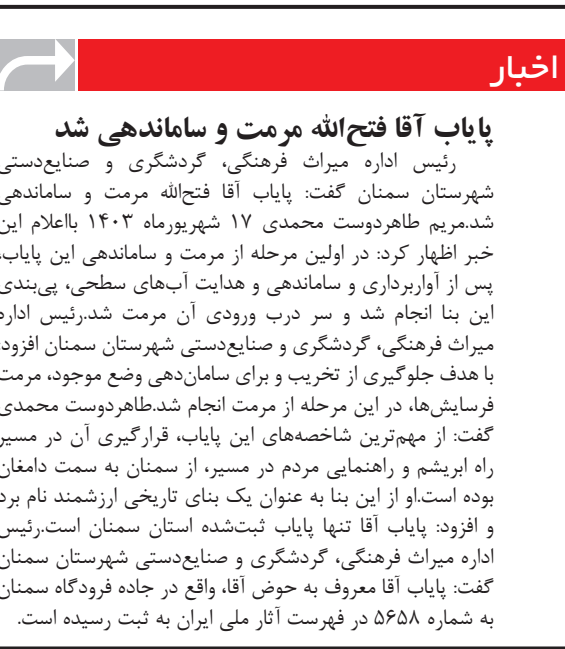 اخبار
پایاب آقا فتح‌الله مرمت و ساماندهی شد
رئیس اداره میراث فرهنگی، گردشگری و صنایع‌دستی
شهرستان سمنان گفت: پایاب آقا فتح‌الله مرمت و ساماندهی
شد.مریم طاهردوست محمدی ۱۷ شهریورماه ۱۴۰۳ بااعلام این
خبر اظهار کرد: در اولین مرحله از مرمت و ساماندهی این پایاب،
پس از آواربرداری و ساماندهی و هدایت آب‌های سطحی، پی‌بندی
این بنا انجام شد و سر درب ورودی آن مرمت شد.رئیس اداره
میراث فرهنگی، گردشگری و صنایع‌دستی شهرستان سمنان افزود:
با هدف جلوگیری از تخریب و برای سامان‌دهی وضع موجود، مرمت
فرسایش‌ها، در این مرحله از مرمت انجام شد.طاهردوست محمدی
گفت: از مهم‌ترین شاخصه‌های این پایاب، قرارگیری آن در مسیر
راه ابریشم و راهنمایی مردم در مسیر، از سمنان به سمت دامغان
بوده است.او از این بنا به عنوان یک بنای تاریخی ارزشمند نام برد
و افزود: پایاب آقا تنها پایاب ثبت‌شده استان سمنان است.رئیس
اداره میراث فرهنگی، گردشگری و صنایع‌دستی شهرستان سمنان
گفت: پایاب آقا معروف به حوض آقا، واقع در جاده فرودگاه سمنان
به شماره ۵۶۵۸ در فهرست آثار ملی ایران به ثبت رسیده است.